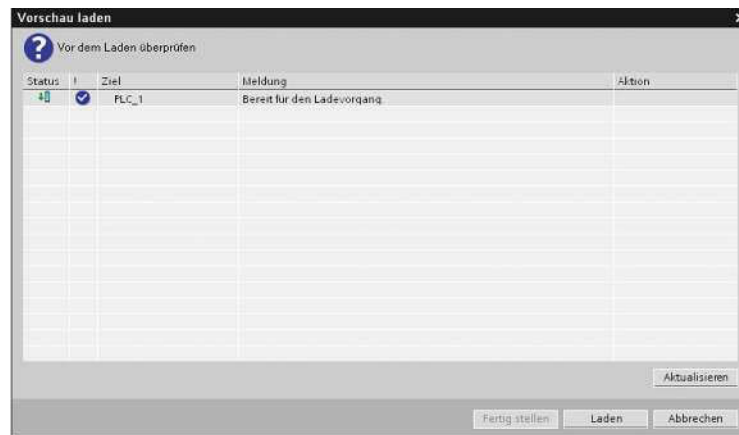 Vorschau laden
Vor dem Laden überprüfen
Status ! Ziel Meldung Aktion
PLC_1 Bereit für den Ladevorgang.
Aktualisieren
Fertig stellen Laden Abbrechen